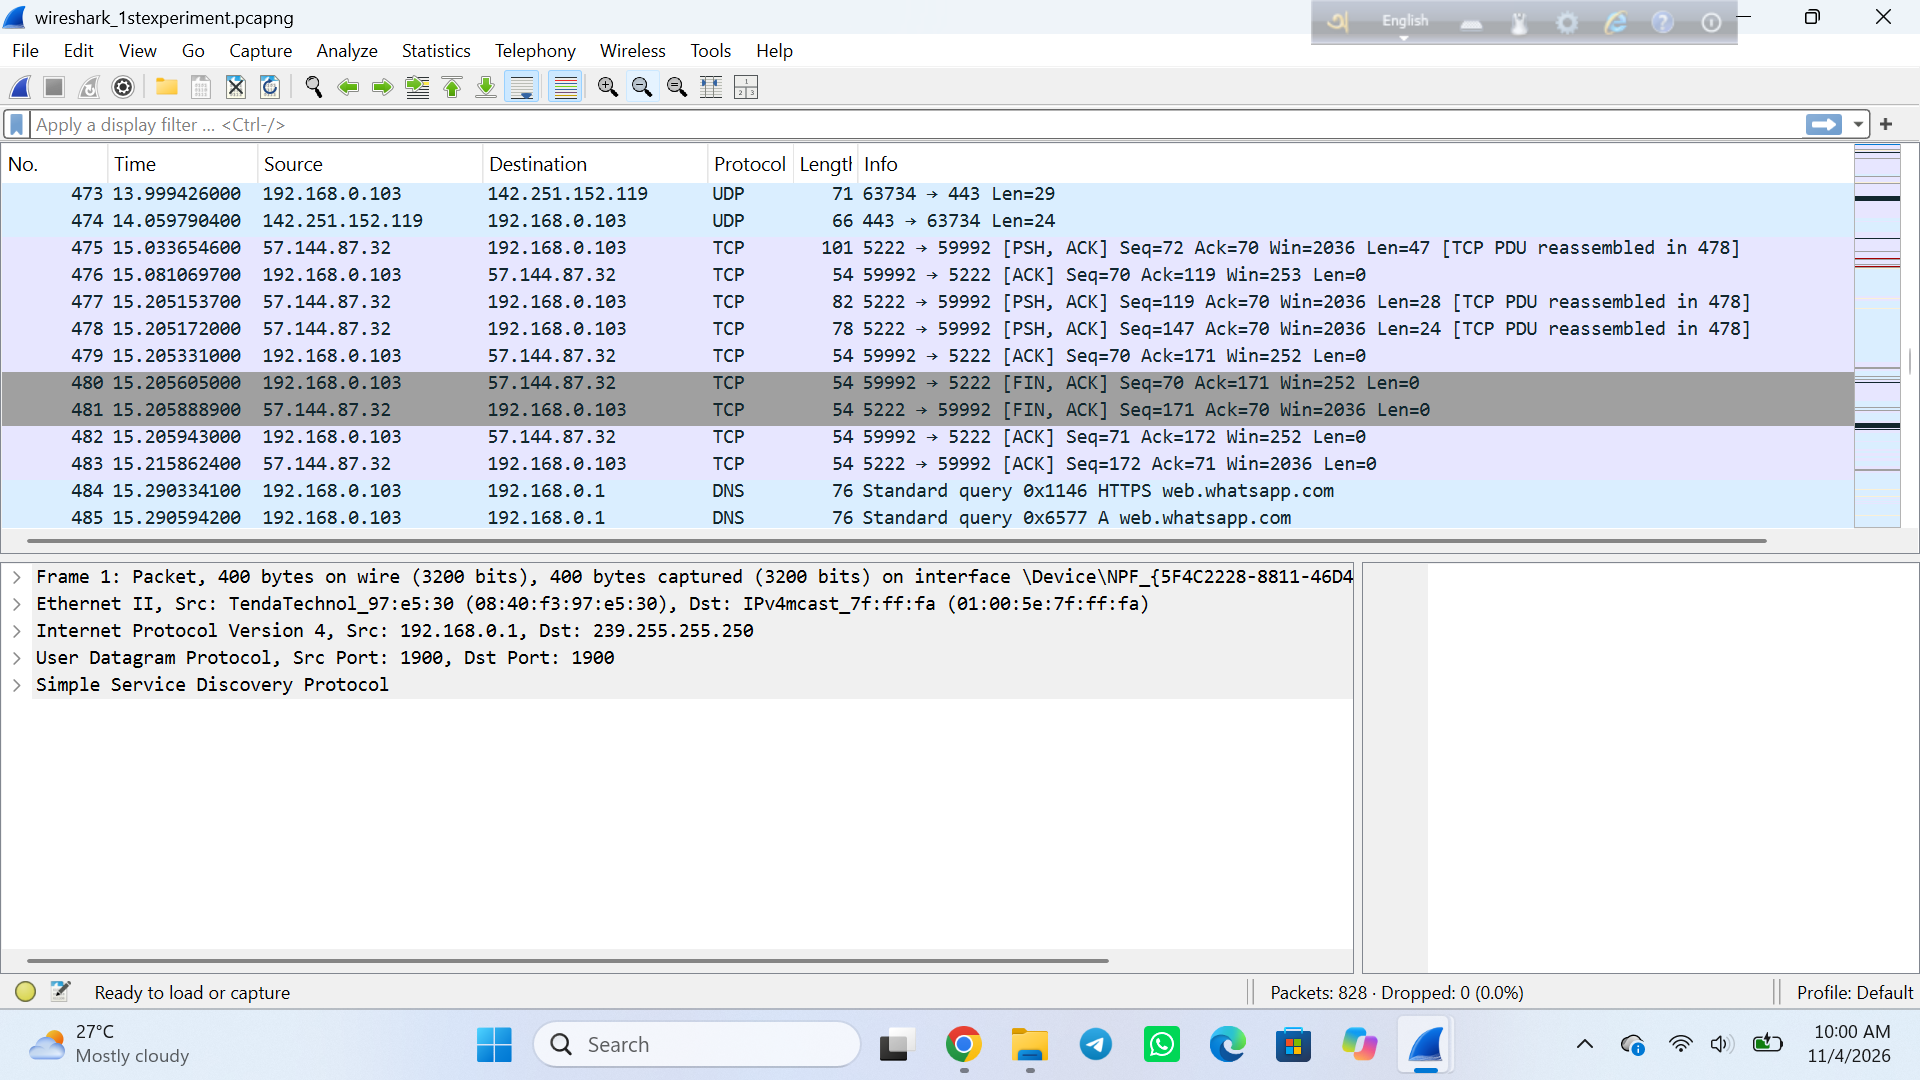 wireshark_1stexperiment.pcapng
English
File Edit View Go Capture Analyze Statistics Telephony Wireless Tools Help
Apply a display filter ... <Ctrl-/>
No. Time Source Destination Protocol Length Info
473 13.999426000 192.168.0.103 142.251.152.119 UDP 71 63734 → 443 Len=29
474 14.059790400 142.251.152.119 192.168.0.103 UDP 66 443 → 63734 Len=24
475 15.033654600 57.144.87.32 192.168.0.103 TCP 101 5222 → 59992 [PSH, ACK] Seq=72 Ack=70 Win=2036 Len=47 [TCP PDU reassembled in 478]
476 15.081069700 192.168.0.103 57.144.87.32 TCP 54 59992 → 5222 [ACK] Seq=70 Ack=119 Win=253 Len=0
477 15.205153700 57.144.87.32 192.168.0.103 TCP 82 5222 → 59992 [PSH, ACK] Seq=119 Ack=70 Win=2036 Len=28 [TCP PDU reassembled in 478]
478 15.205172000 57.144.87.32 192.168.0.103 TCP 78 5222 → 59992 [PSH, ACK] Seq=147 Ack=70 Win=2036 Len=24 [TCP PDU reassembled in 478]
479 15.205331000 192.168.0.103 57.144.87.32 TCP 54 59992 → 5222 [ACK] Seq=70 Ack=171 Win=252 Len=0
480 15.205605000 192.168.0.103 57.144.87.32 TCP 54 59992 → 5222 [FIN, ACK] Seq=70 Ack=171 Win=252 Len=0
481 15.205888900 57.144.87.32 192.168.0.103 TCP 54 5222 → 59992 [FIN, ACK] Seq=171 Ack=70 Win=2036 Len=0
482 15.205943000 192.168.0.103 57.144.87.32 TCP 54 59992 → 5222 [ACK] Seq=71 Ack=172 Win=252 Len=0
483 15.215862400 57.144.87.32 192.168.0.103 TCP 54 5222 → 59992 [ACK] Seq=172 Ack=71 Win=2036 Len=0
484 15.290334100 192.168.0.103 192.168.0.1 DNS 76 Standard query 0x1146 HTTPS web.whatsapp.com
485 15.290594200 192.168.0.103 192.168.0.1 DNS 76 Standard query 0x6577 A web.whatsapp.com
Frame 1: Packet, 400 bytes on wire (3200 bits), 400 bytes captured (3200 bits) on interface \Device\NPF_{5F4C2228-8811-46D4
Ethernet II, Src: TendaTechnol_97:e5:30 (08:40:f3:97:e5:30), Dst: IPv4mcast_7f:ff:fa (01:00:5e:7f:ff:fa)
Internet Protocol Version 4, Src: 192.168.0.1, Dst: 239.255.255.250
User Datagram Protocol, Src Port: 1900, Dst Port: 1900
Simple Service Discovery Protocol
Ready to load or capture
Packets: 828 · Dropped: 0 (0.0%)
Profile: Default
27°C
Mostly cloudy
Search
10:00 AM
11/4/2026